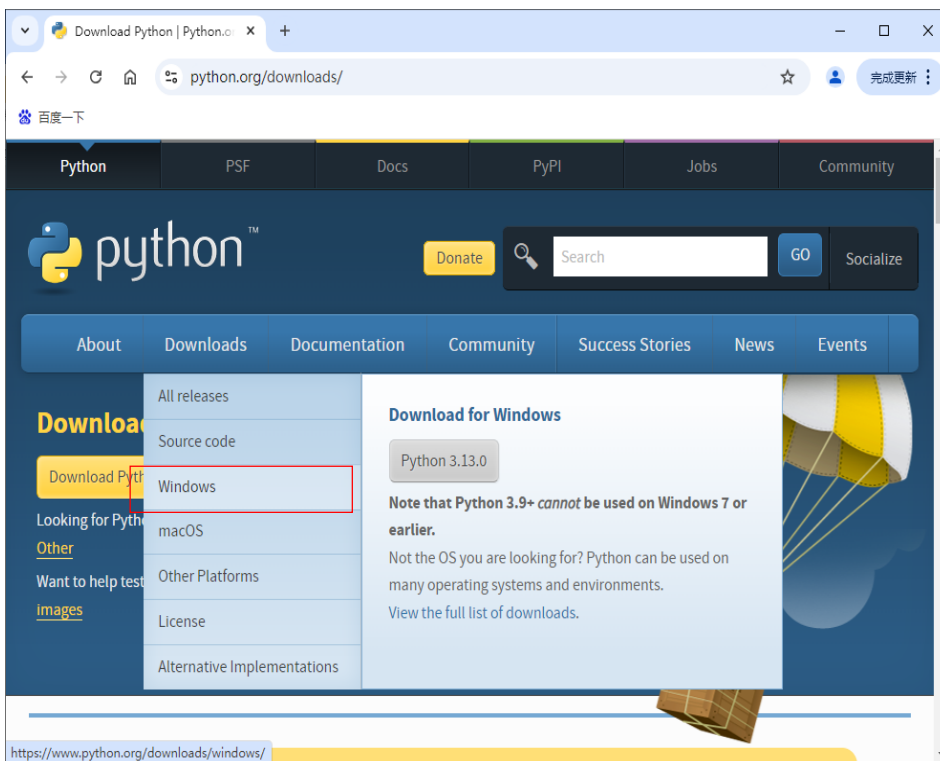 Download Python | Python.o
python.org/downloads/
完成更新
百度一下
Python PSF Docs PyPI Jobs Community
python™
Donate Search GO Socialize
About Downloads Documentation Community Success Stories News Events
All releases
Source code
Windows
macOS
Other Platforms
License
Alternative Implementations
Download for Windows
Python 3.13.0
Note that Python 3.9+ cannot be used on Windows 7 or
earlier.
Not the OS you are looking for? Python can be used on
many operating systems and environments.
View the full list of downloads.
Downloa
Download Pyth
Looking for Pytho
Other
Want to help test
images
https://www.python.org/downloads/windows/